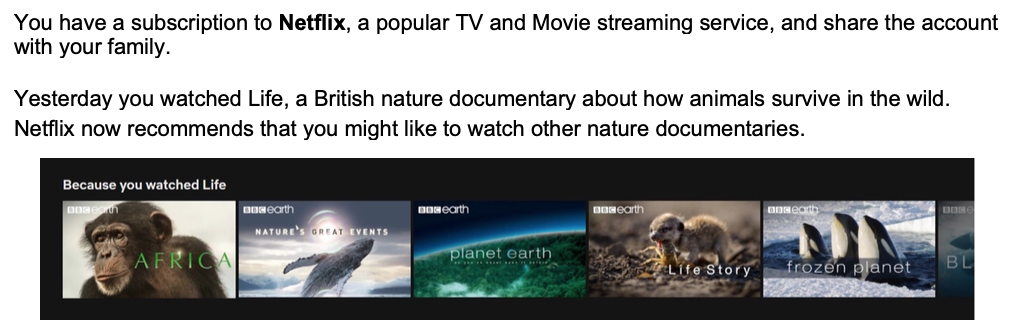 You have a subscription to Netflix, a popular TV and Movie streaming service, and share the account
with your family.
Yesterday you watched Life, a British nature documentary about how animals survive in the wild.
Netflix now recommends that you might like to watch other nature documentaries.
Because you watched Life
BBC earth
AFRICA
BBC earth
NATURE'S GREAT EVENTS
BBC earth
planet earth
BBC earth
Life Story
BBC earth
frozen planet
BBC
BL